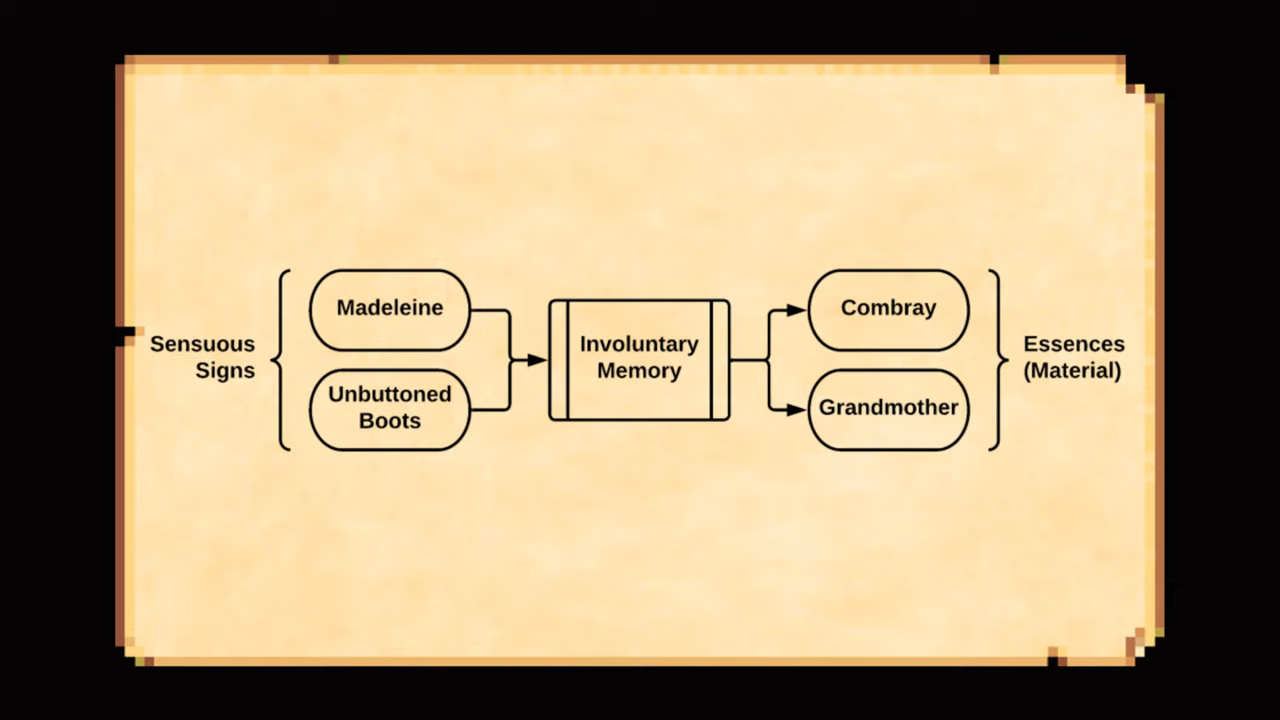 Sensuous
Signs
Madeleine
Unbuttoned
Boots
Involuntary
Memory
Combray
Grandmother
Essences
(Material)